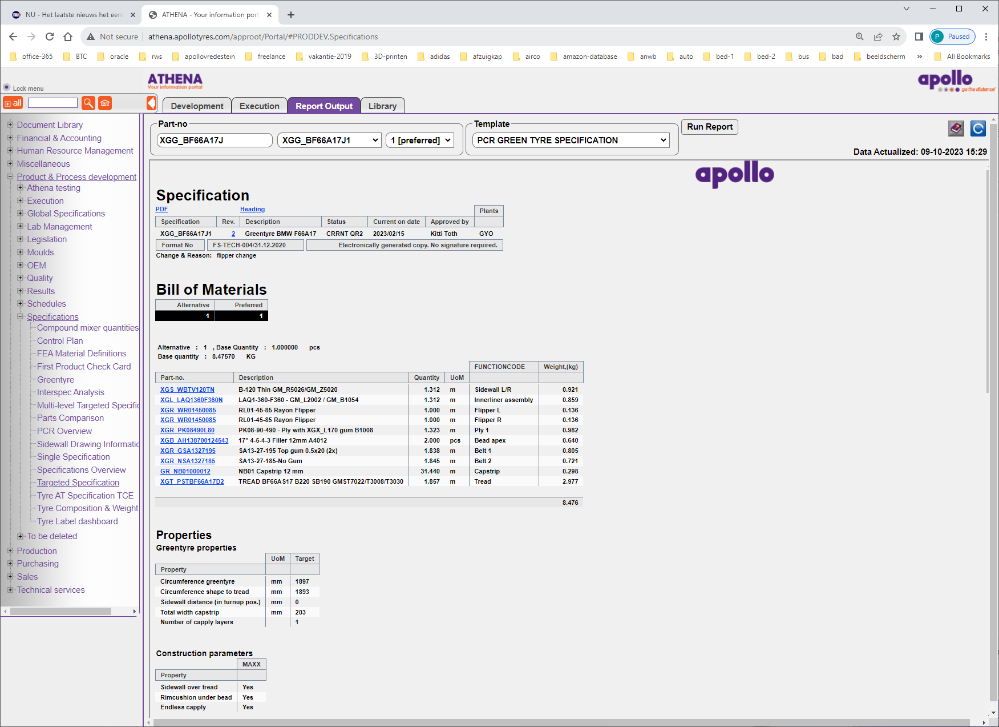 NU - Het laatste nieuws het eers
ATHENA - Your information port
Not secure | athena.apollotyres.com/approot/Portal/#PRODDEV,Specifications
P Paused
office-365 BTC oracle rws apollovredestein freelance vakantie-2019 3D-printen adidas afzuigkap airco amazon-database anwb auto bed-1 bed-2 bus bad beeldscherm » All Bookmarks
Lock menu
ATHENA
Your information portal
apollo
go the distance
all
Development Execution Report Output Library
Document Library
Financial & Accounting
Human Resource Management
Miscellaneous
Product & Process development
Athena testing
Execution
Global Specifications
Lab Management
Legislation
Moulds
OEM
Quality
Results
Schedules
Specifications
Compound mixer quantities
Control Plan
FEA Material Definitions
First Product Check Card
Greentyre
Interspec Analysis
Multi-level Targeted Specific
Parts Comparison
PCR Overview
Sidewall Drawing Informatio
Single Specification
Specifications Overview
Targeted Specification
Tyre AT Specification TCE
Tyre Composition & Weight
Tyre Label dashboard
To be deleted
Production
Purchasing
Sales
Technical services
Part-no
XGG_BF66A17J XGG_BF66A17J1 1 [preferred]
Template
PCR GREEN TYRE SPECIFICATION
Run Report
Data Actualized: 09-10-2023 15:29
apollo
Specification
PDF Heading Plants
Specification Rev. Description Status Current on date Approved by
XGG_BF66A17J1 2 Greentyre BMW F66A17 CRRNT QR2 2023/02/15 Kitti Toth GYO
Format No FS-TECH-004/31.12.2020 Electronically generated copy. No signature required.
Change & Reason: flipper change
Bill of Materials
Alternative Preferred
1 1
Alternative : 1 , Base Quantity : 1.000000 pcs
Base quantity : 8.47570 KG
FUNCTIONCODE Weight,(kg)
Part-no. Description Quantity UoM
XGS_WBTV120TN B-120 Thin GM_R5026/GM_Z5020 1.312 m Sidewall L/R 0.921
XGL_LAQ1360F360N LAQ1-360-F360 - GM_L2002 / GM_B1054 1.312 m Innerliner assembly 0.859
XGR_WR01450085 RL01-45-85 Rayon Flipper 1.000 m Flipper L 0.136
XGR_WR01450085 RL01-45-85 Rayon Flipper 1.000 m Flipper R 0.136
XGR_PK08490L80 PK08-90-490 - Ply with XGX_L170 gum B1008 1.323 m Ply 1 0.982
XGB_AH138700124543 17" 4-5-4-3 Filler 12mm A4012 2.000 pcs Bead apex 0.640
XGR_GSA1327195 SA13-27-195 Top gum 0.5x20 (2x) 1.838 m Belt 1 0.805
XGR_NSA1327185 SA13-27-185-No Gum 1.845 m Belt 2 0.721
GR_NB01000012 NB01 Capstrip 12 mm 31.440 m Capstrip 0.298
XGT_PSTBF66A17D2 TREAD BF66AS17 B220 SB190 GMST7022/T3008/T3030 1.857 m Tread 2.977
8.476
Properties
Greentyre properties
UoM Target
Property
Circumference greentyre mm 1897
Circumference shape to tread mm 1893
Sidewall distance (in turnup pos.) mm 0
Total width capstrip mm 203
Number of capply layers 1
Construction parameters
MAXX
Property
Sidewall over tread Yes
Rimcushion under bead Yes
Endless capply Yes